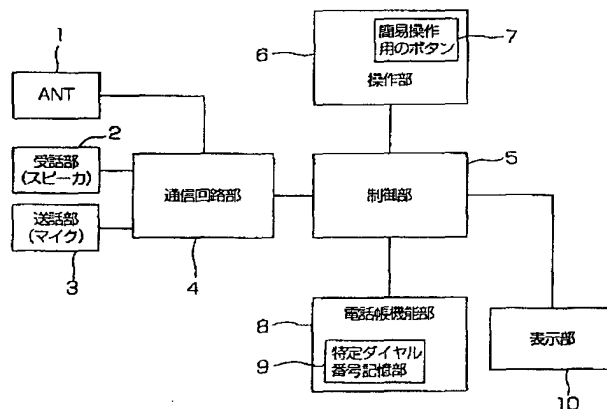 1
ANT
2
受話部
(スピーカ)
送話部
(マイク)
3
通信回路部
4
6
簡易操作
用のボタン
7
操作部
5
制御部
8
電話帳機能部
9
特定ダイヤル
番号記憶部
表示部
10